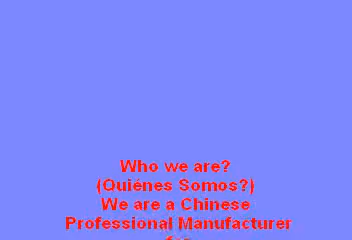 Who we are?
(Quiénes Somos?)
We are a Chinese
Professional Manufacturer